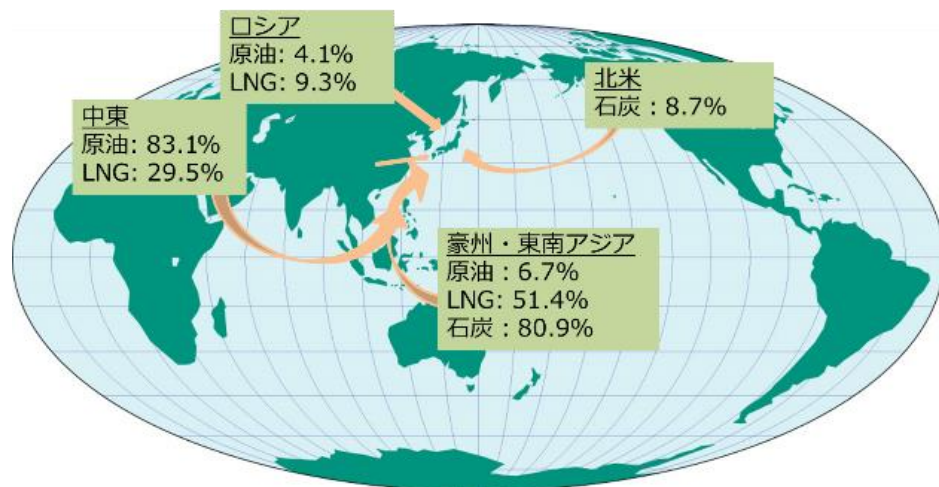 ロシア
原油: 4.1%
LNG: 9.3%
北米
石炭：8.7%
中東
原油: 83.1%
LNG: 29.5%
豪州・東南アジア
原油：6.7%
LNG: 51.4%
石炭：80.9%